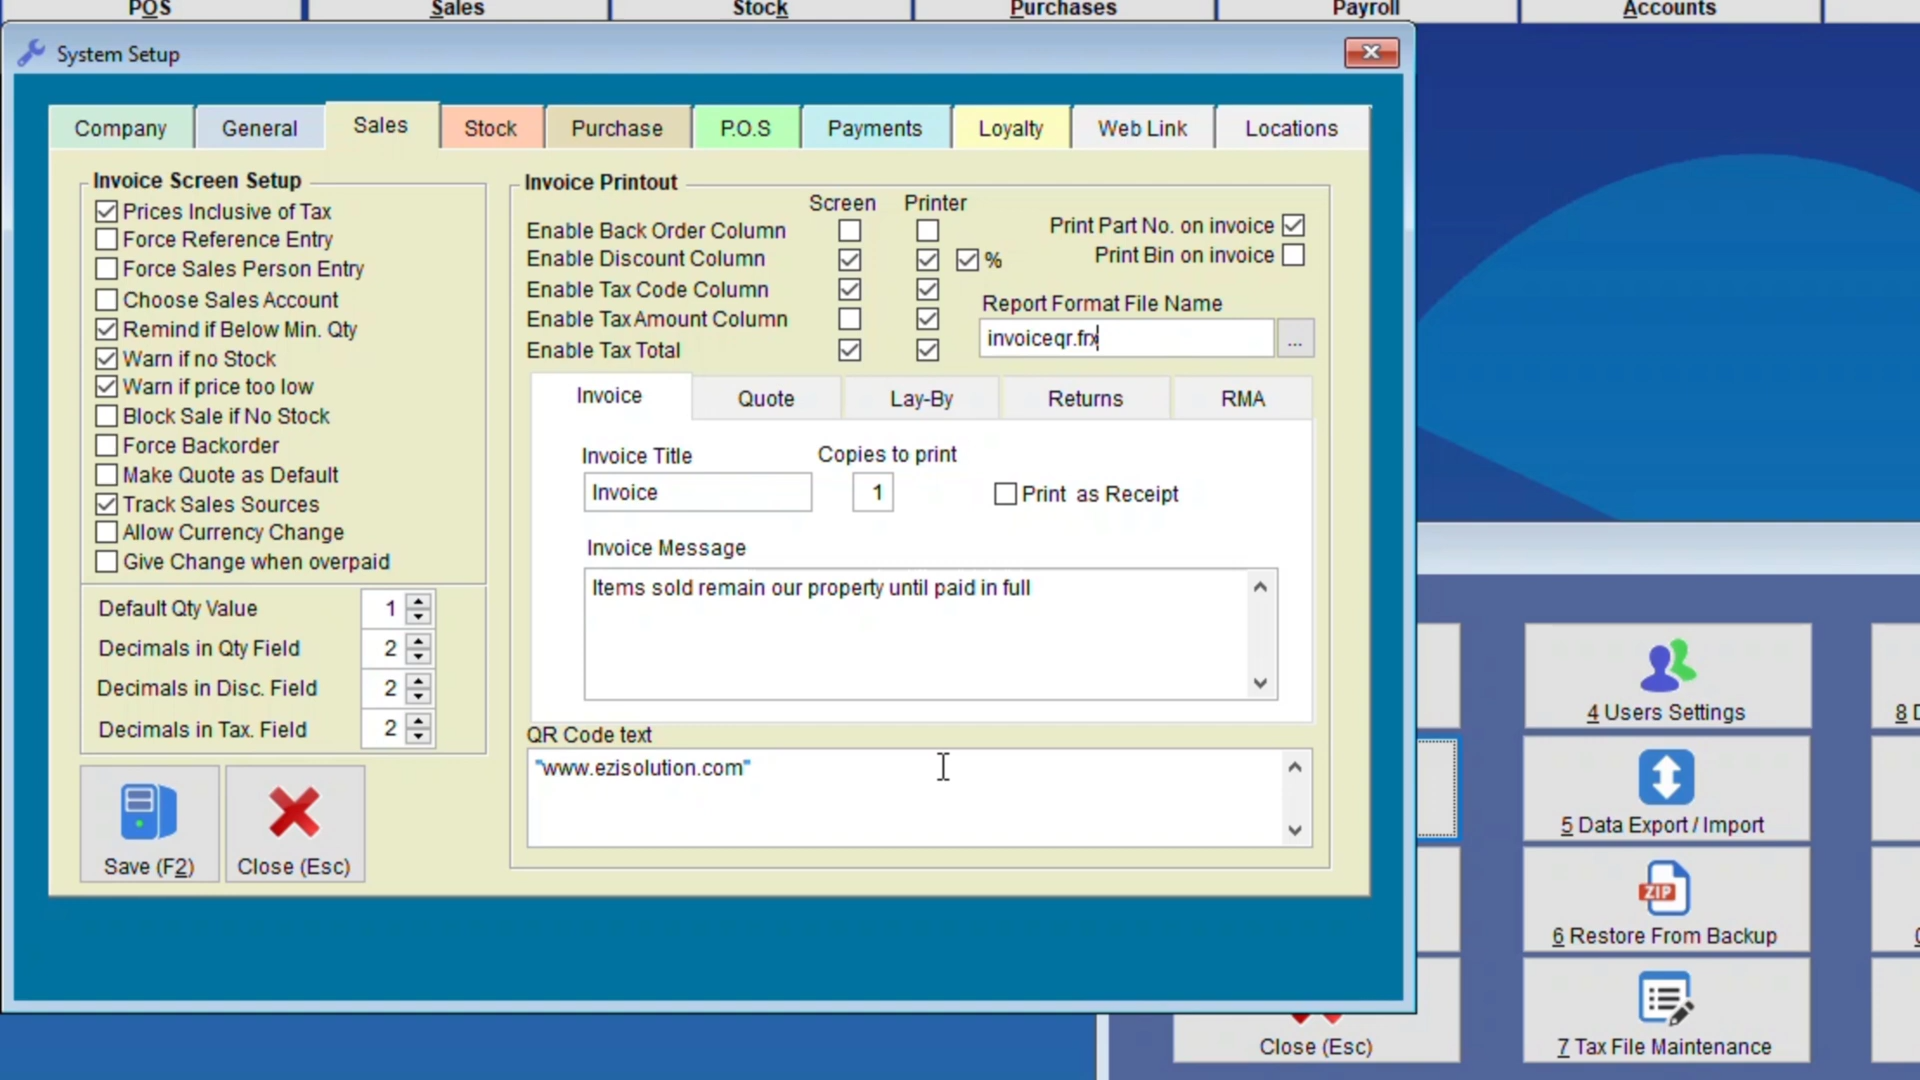 POS
Sales
Stock
Purchases
Payroll
Accounts
System Setup
Company
General
Sales
Stock
Purchase
P.O.S
Payments
Loyalty
Web Link
Locations
Invoice Screen Setup
Prices Inclusive of Tax
Force Reference Entry
Force Sales Person Entry
Choose Sales Account
Remind if Below Min. Qty
Warn if no Stock
Warn if price too low
Block Sale if No Stock
Force Backorder
Make Quote as Default
Track Sales Sources
Allow Currency Change
Give Change when overpaid
Default Qty Value 1
Decimals in Qty Field 2
Decimals in Disc. Field 2
Decimals in Tax. Field 2
Save (F2)
Close (Esc)
Invoice Printout
Screen Printer
Enable Back Order Column
Enable Discount Column %
Enable Tax Code Column
Enable Tax Amount Column
Enable Tax Total
Print Part No. on invoice
Print Bin on invoice
Report Format File Name
invoiceqr.frx
...
Invoice
Quote
Lay-By
Returns
RMA
Invoice Title
Copies to print
Invoice
1
Print as Receipt
Invoice Message
Items sold remain our property until paid in full
QR Code text
"www.ezisolution.com"
4 Users Settings
5 Data Export / Import
ZIP
6 Restore From Backup
Close (Esc)
7 Tax File Maintenance
8